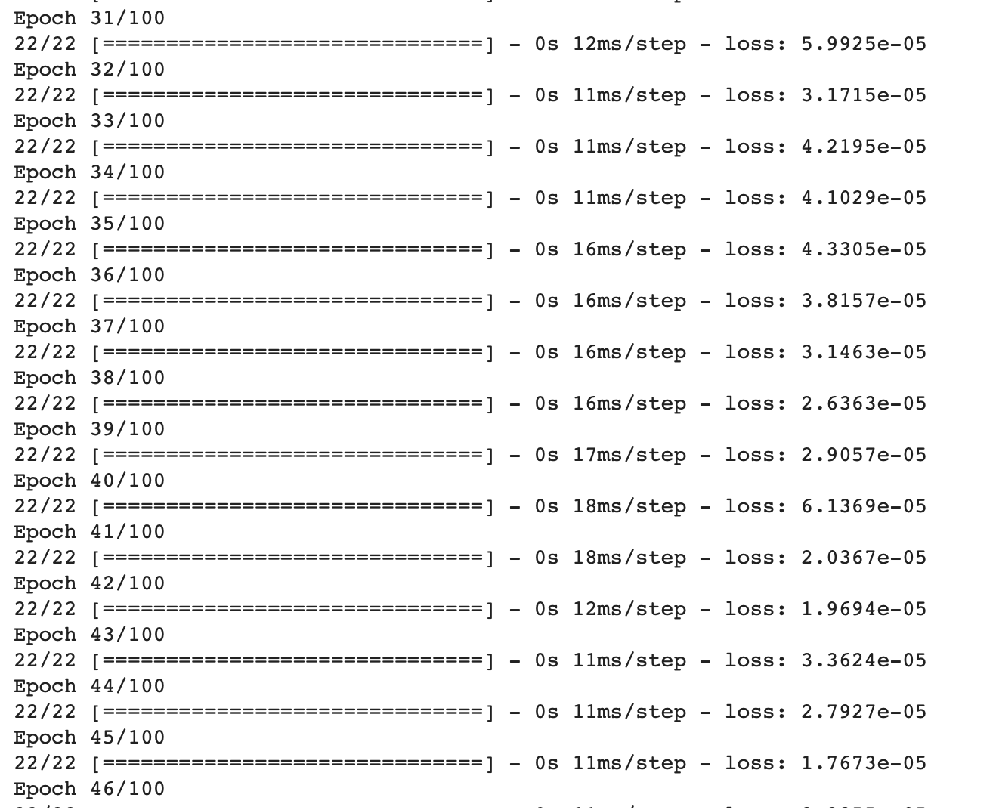 Epoch 31/100
22/22 [==============================] - 0s 12ms/step - loss: 5.9925e-05
Epoch 32/100
22/22 [==============================] - 0s 11ms/step - loss: 3.1715e-05
Epoch 33/100
22/22 [==============================] - 0s 11ms/step - loss: 4.2195e-05
Epoch 34/100
22/22 [==============================] - 0s 11ms/step - loss: 4.1029e-05
Epoch 35/100
22/22 [==============================] - 0s 16ms/step - loss: 4.3305e-05
Epoch 36/100
22/22 [==============================] - 0s 16ms/step - loss: 3.8157e-05
Epoch 37/100
22/22 [==============================] - 0s 16ms/step - loss: 3.1463e-05
Epoch 38/100
22/22 [==============================] - 0s 16ms/step - loss: 2.6363e-05
Epoch 39/100
22/22 [==============================] - 0s 17ms/step - loss: 2.9057e-05
Epoch 40/100
22/22 [==============================] - 0s 18ms/step - loss: 6.1369e-05
Epoch 41/100
22/22 [==============================] - 0s 18ms/step - loss: 2.0367e-05
Epoch 42/100
22/22 [==============================] - 0s 12ms/step - loss: 1.9694e-05
Epoch 43/100
22/22 [==============================] - 0s 11ms/step - loss: 3.3624e-05
Epoch 44/100
22/22 [==============================] - 0s 11ms/step - loss: 2.7927e-05
Epoch 45/100
22/22 [==============================] - 0s 11ms/step - loss: 1.7673e-05
Epoch 46/100